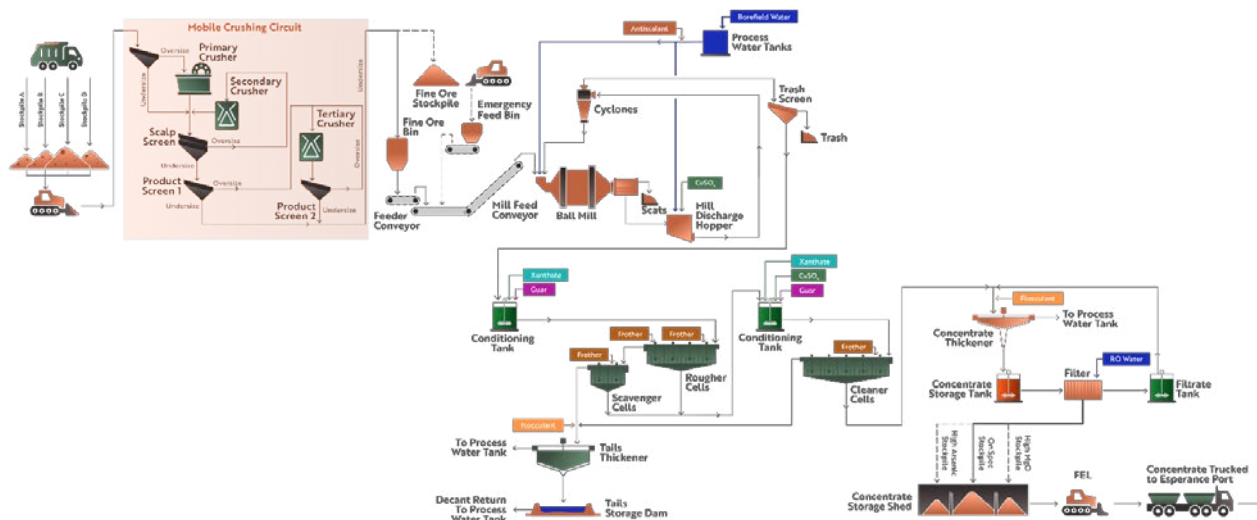 Mobile Crushing Circuit
Oversize
Primary
Crusher
Undersize
Secondary
Crusher
Undersize
Scalp
Screen
Oversize
Undersize
Tertiary
Crusher
Oversize
Product
Screen 1
Oversize
Undersize
Product
Screen 2
Undersize
Stockpile A
Stockpile B
Stockpile C
Stockpile D
Fine Ore
Stockpile
Emergency
Feed Bin
Fine Ore
Bin
Feeder
Conveyor
Mill Feed
Conveyor
Antiscalant
Borefield Water
Process
Water Tanks
Cyclones
Ball Mill
Scats
CuSO₄
Mill
Discharge
Hopper
Trash
Screen
Trash
Xanthate
Guar
Conditioning
Tank
Frother
Frother
Frother
Rougher
Cells
Scavenger
Cells
Xanthate
CuSO₄
Guar
Conditioning
Tank
Frother
Cleaner
Cells
Flocculant
To Process
Water Tank
Tails
Thickener
Decant Return
To Process
Water Tank
Tails
Storage Dam
Flocculant
To Process
Water Tank
Concentrate
Thickener
RO Water
Concentrate
Storage Tank
Filter
Filtrate
Tank
High Arsenic
Stockpile
On Spec
Stockpile
High MgO
Stockpile
Concentrate
Storage Shed
FEL
Concentrate Trucked
to Esperance Port